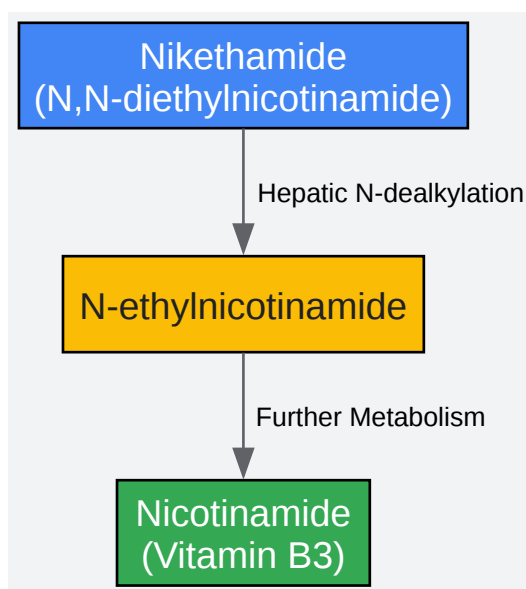 Nikethamide
(N,N-diethylnicotinamide)
Hepatic N-dealkylation
N-ethylnicotinamide
Further Metabolism
Nicotinamide
(Vitamin B3)